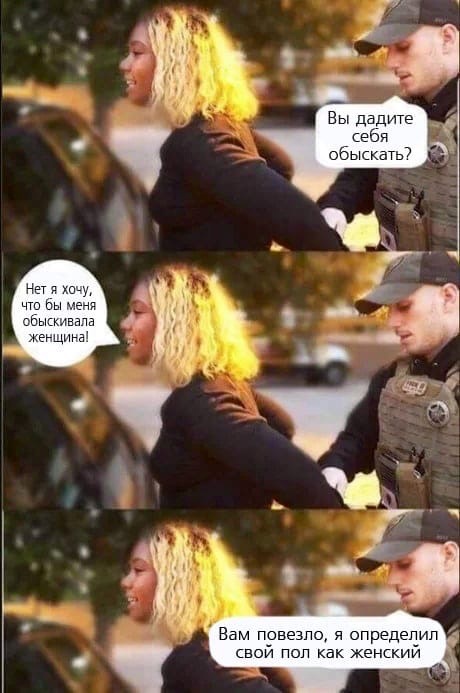 Вы дадите
себя
обыскать?
Нет я хочу,
что бы меня
обыскивала
женщина!
Вам повезло, я определил
свой пол как женский